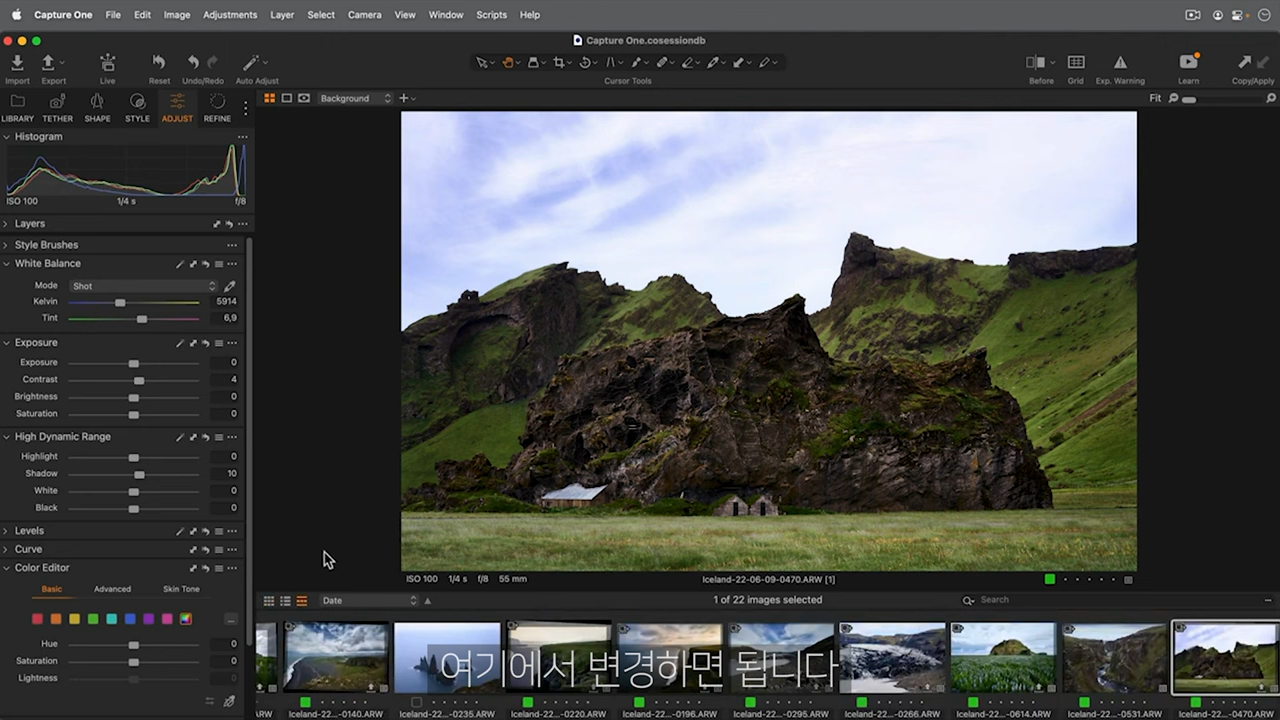 Capture One File Edit Image Adjustments Layer Select Camera View Window Scripts Help
Capture One.cosessiondb
Import Export Live Reset Undo/Redo Auto Adjust Cursor Tools Before Grid Exp. Warning Learn Copy/Apply
LIBRARY TETHER SHAPE STYLE ADJUST REFINE
Background
Fit
Histogram
ISO 100 1/4 s f/8
Layers
Style Brushes
White Balance
Mode Shot
Kelvin 5914
Tint 6,9
Exposure
Exposure 0
Contrast 4
Brightness 0
Saturation 0
High Dynamic Range
Highlight 0
Shadow 10
White 0
Black 0
Levels
Curve
Color Editor
Basic Advanced Skin Tone
Hue 0
Saturation 0
Lightness 0
ISO 100 1/4 s f/8 55 mm Iceland-22-06-09-0470.ARW [1]
Date 1 of 22 images selected Search
여기에서 변경하면 됩니다
.ARW Iceland-22...-0140.ARW Iceland-22...-0235.ARW Iceland-22...-0220.ARW Iceland-22...-0196.ARW Iceland-22...-0295.ARW Iceland-22...-0266.ARW Iceland-22...-0614.ARW Iceland-22...-0531.ARW Iceland-22...-0470.ARW